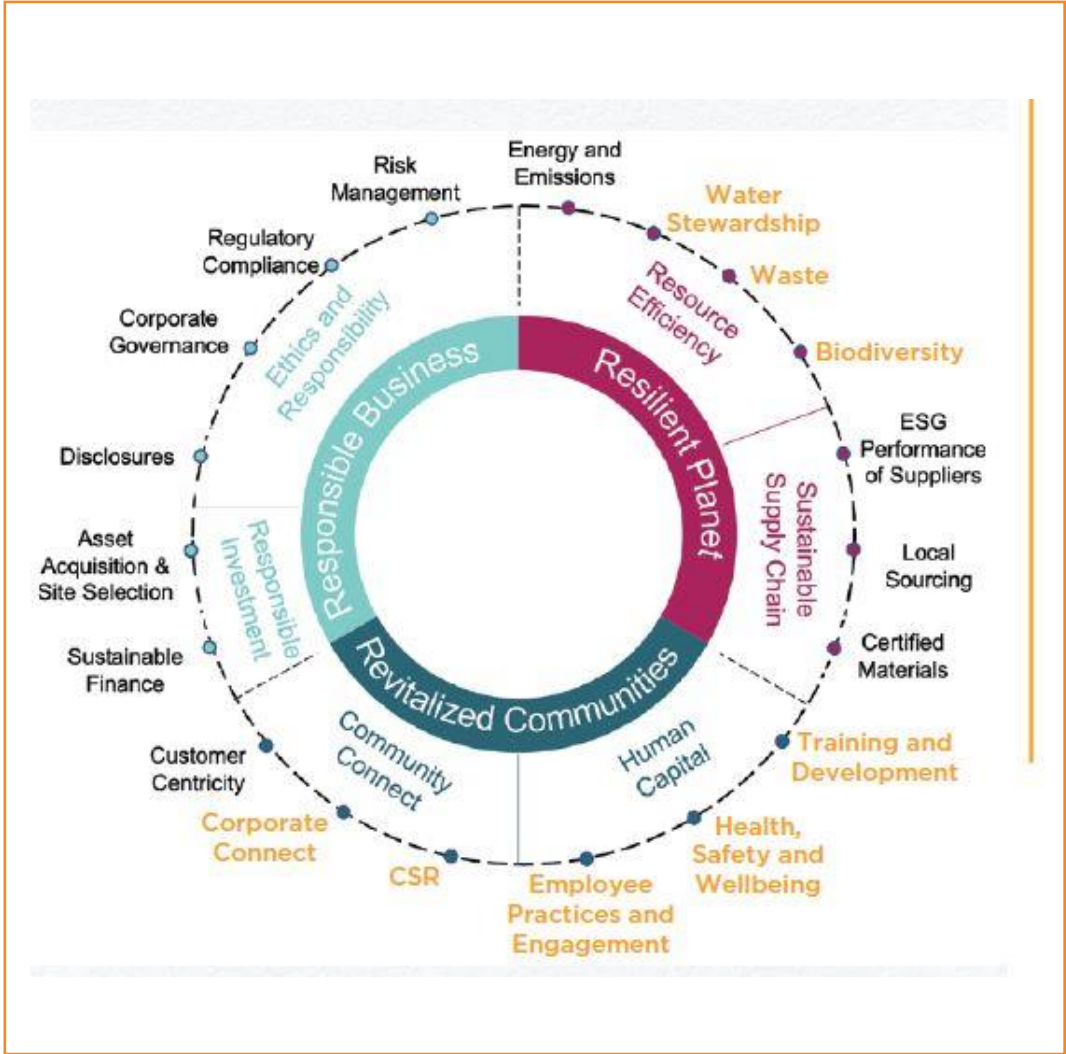 Energy and
Emissions
Water
Stewardship
Waste
Biodiversity
ESG
Performance
of Suppliers
Local
Sourcing
Certified
Materials
Training and
Development
Health,
Safety and
Wellbeing
Employee
Practices and
Engagement
CSR
Corporate
Connect
Customer
Centricity
Sustainable
Finance
Asset
Acquisition &
Site Selection
Disclosures
Corporate
Governance
Regulatory
Compliance
Risk
Management
Resource
Efficiency
Sustainable
Supply Chain
Human
Capital
Community
Connect
Responsible
Investment
Ethics and
Responsibility
Resilient Planet
Revitalized Communities
Responsible Business